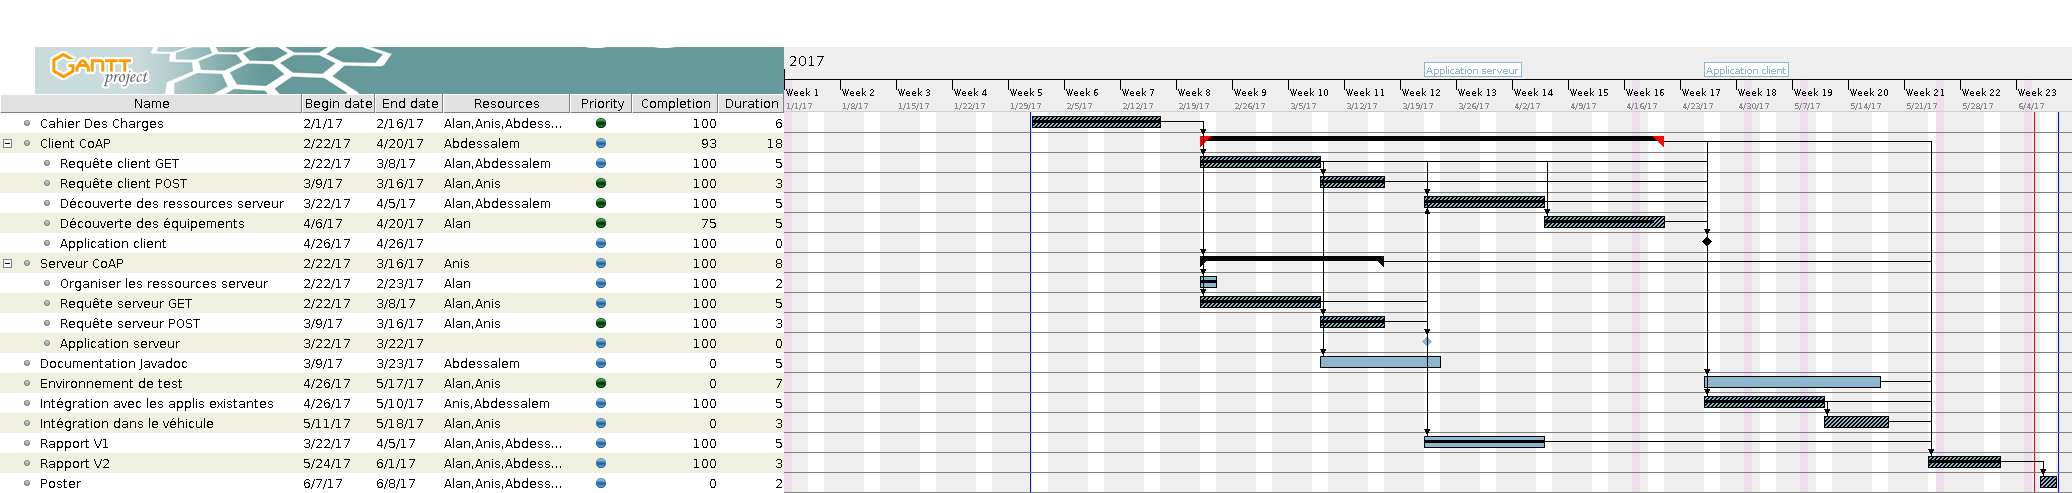 GANTT
project
2017
Application serveur
Application client
Week 1 Week 2 Week 3 Week 4 Week 5 Week 6 Week 7 Week 8 Week 9 Week 10 Week 11 Week 12 Week 13 Week 14 Week 15 Week 16 Week 17 Week 18 Week 19 Week 20 Week 21 Week 22 Week 23
1/1/17 1/8/17 1/15/17 1/22/17 1/29/17 2/5/17 2/12/17 2/19/17 2/26/17 3/5/17 3/12/17 3/19/17 3/26/17 4/2/17 4/9/17 4/16/17 4/23/17 4/30/17 5/7/17 5/14/17 5/21/17 5/28/17 6/4/17
Name Begin date End date Resources Priority Completion Duration
Cahier Des Charges 2/1/17 2/16/17 Alan,Anis,Abdess... 100 6
Client CoAP 2/22/17 4/20/17 Abdessalem 93 18
Requête client GET 2/22/17 3/8/17 Alan,Abdessalem 100 5
Requête client POST 3/9/17 3/16/17 Alan,Anis 100 3
Découverte des ressources serveur 3/22/17 4/5/17 Alan,Abdessalem 100 5
Découverte des équipements 4/6/17 4/20/17 Alan 75 5
Application client 4/26/17 4/26/17 100 0
Serveur CoAP 2/22/17 3/16/17 Anis 100 8
Organiser les ressources serveur 2/22/17 2/23/17 Alan 100 2
Requête serveur GET 2/22/17 3/8/17 Alan,Anis 100 5
Requête serveur POST 3/9/17 3/16/17 Alan,Anis 100 3
Application serveur 3/22/17 3/22/17 100 0
Documentation Javadoc 3/9/17 3/23/17 Abdessalem 0 5
Environnement de test 4/26/17 5/17/17 Alan,Anis 0 7
Intégration avec les applis existantes 4/26/17 5/10/17 Anis,Abdessalem 100 5
Intégration dans le véhicule 5/11/17 5/18/17 Alan,Anis 0 3
Rapport V1 3/22/17 4/5/17 Alan,Anis,Abdess... 100 5
Rapport V2 5/24/17 6/1/17 Alan,Anis,Abdess... 100 3
Poster 6/7/17 6/8/17 Alan,Anis,Abdess... 0 2